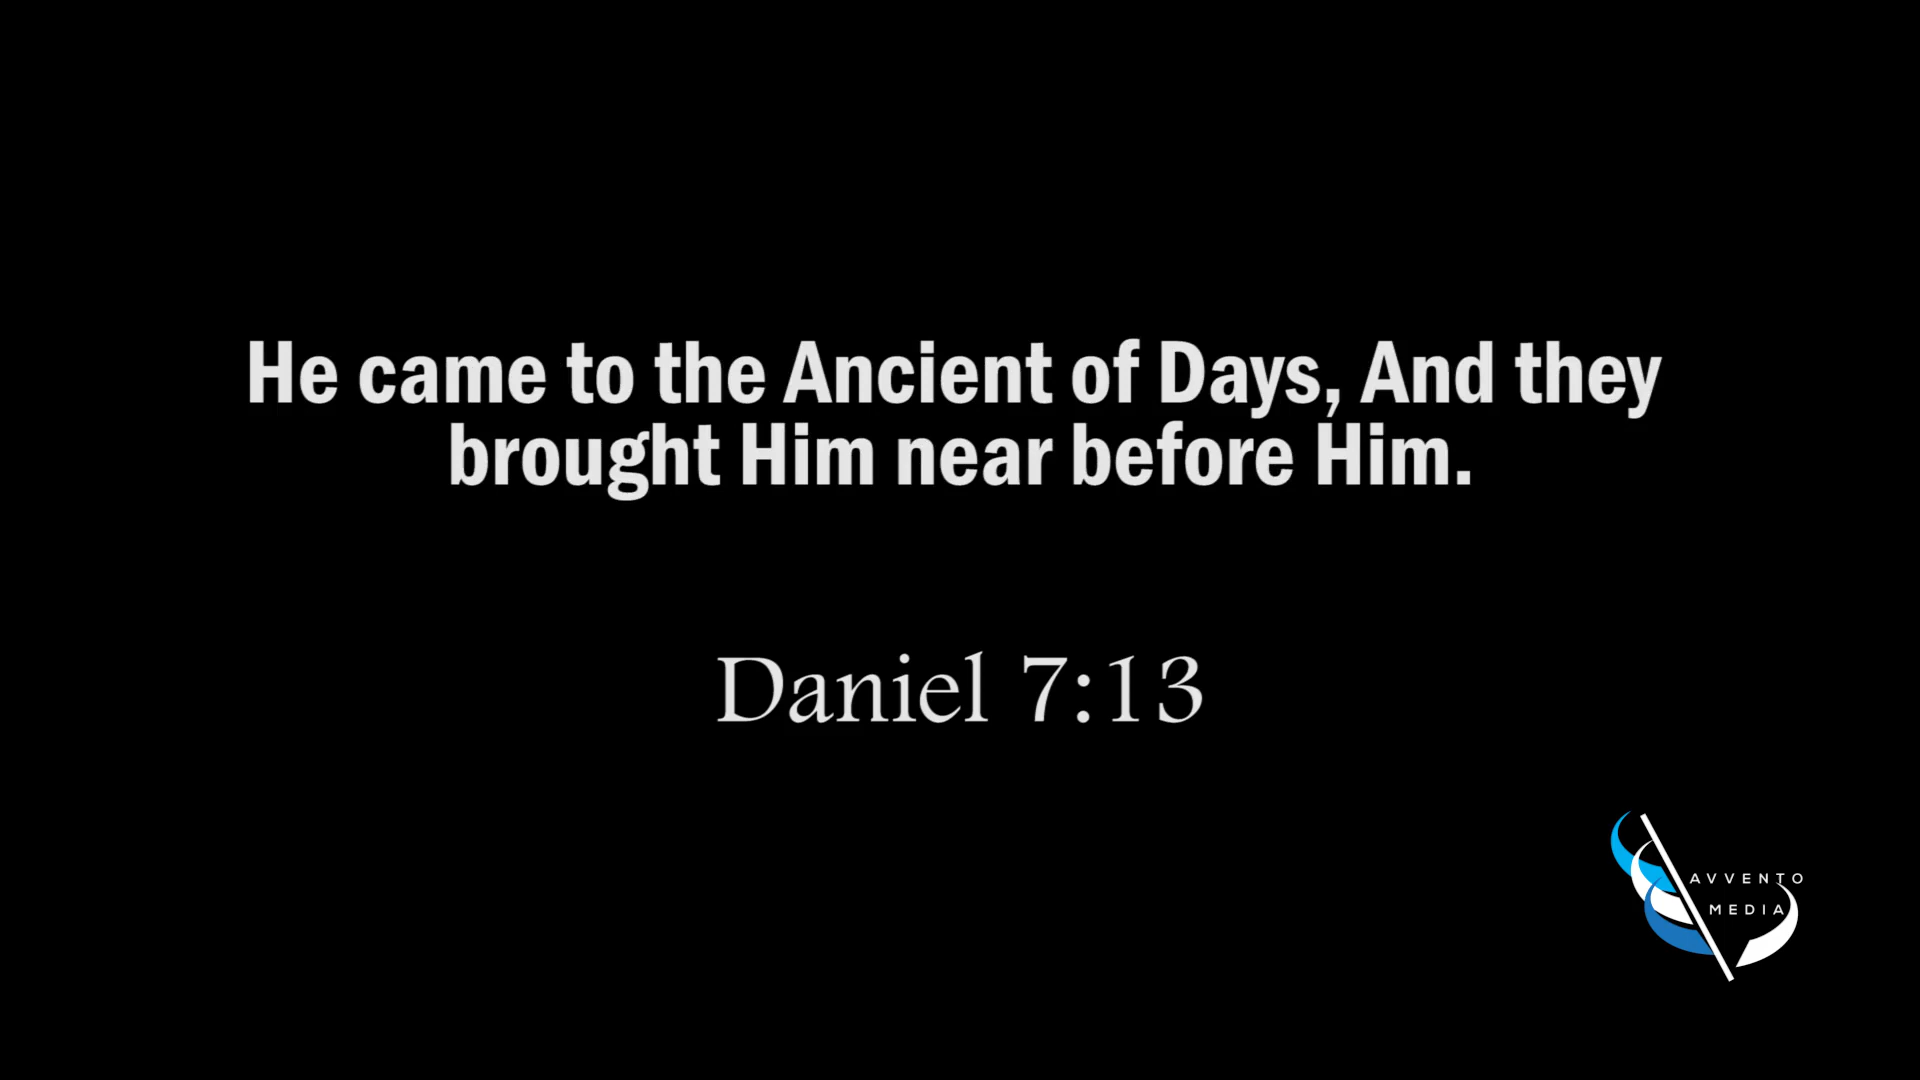 He came to the Ancient of Days, And they
brought Him near before Him.
Daniel 7:13
AVVENTO
MEDIA